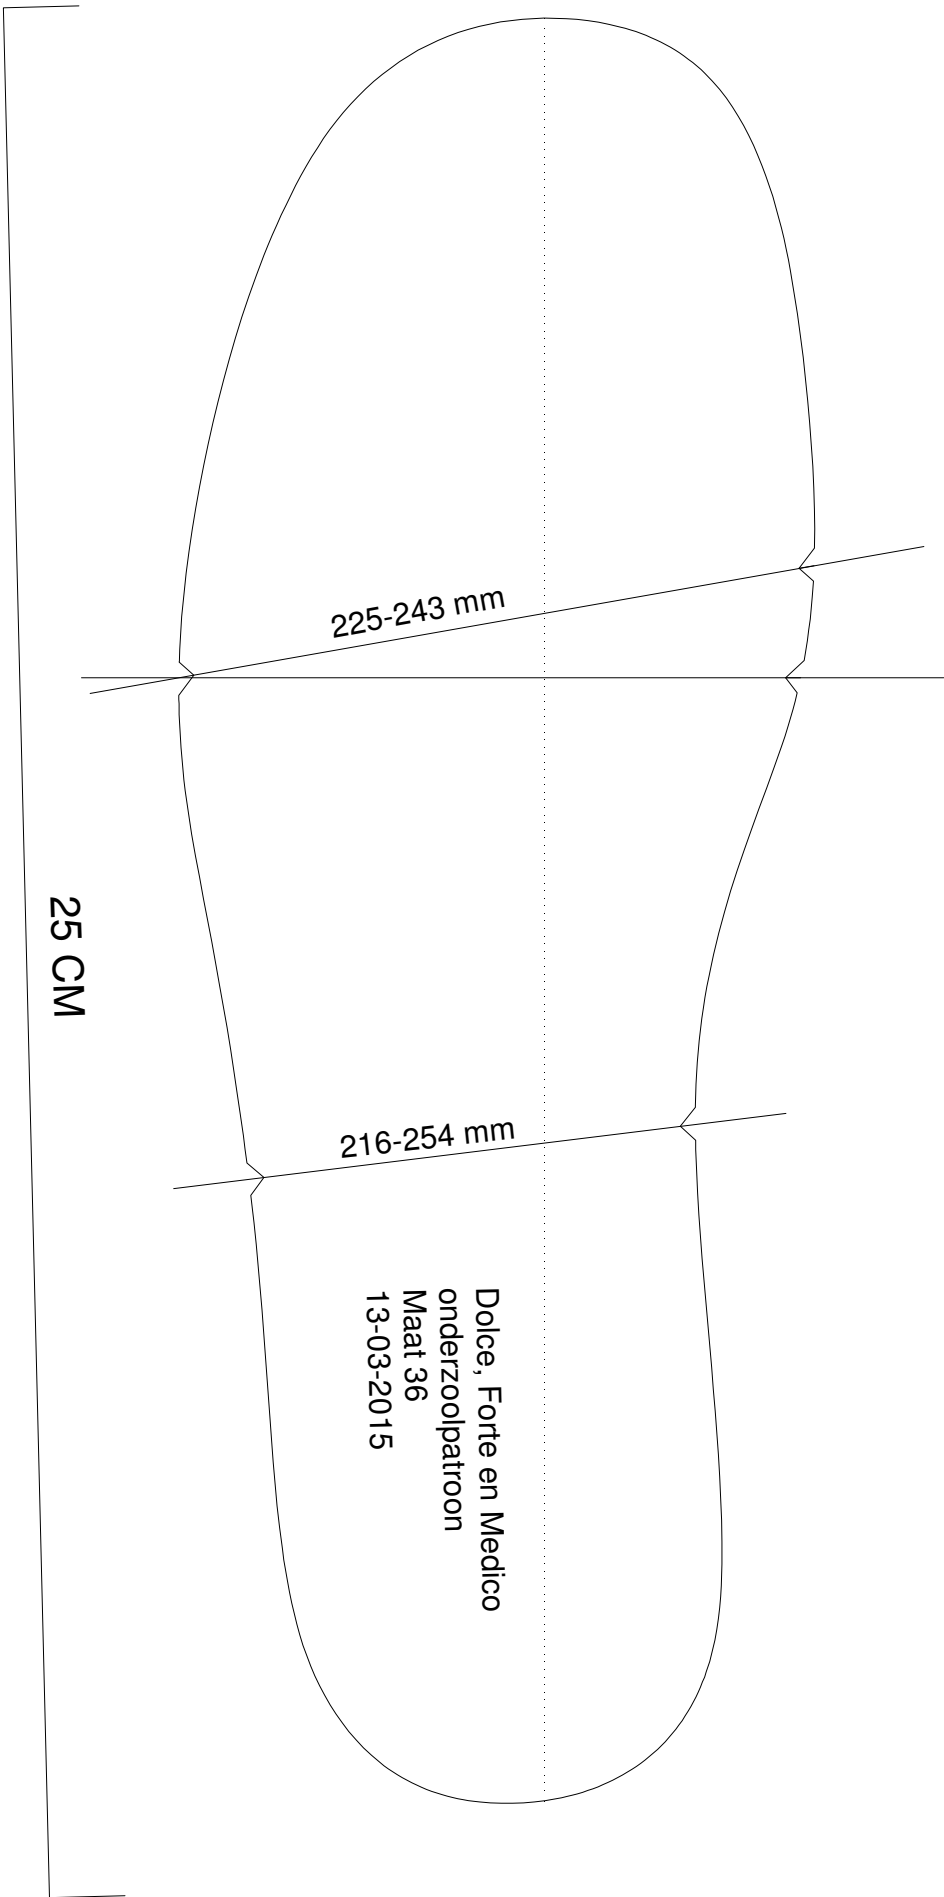 225-243 mm
25 CM
216-254 mm
Dolce, Forte en Medico
onderzoolpatroon
Maat 36
13-03-2015